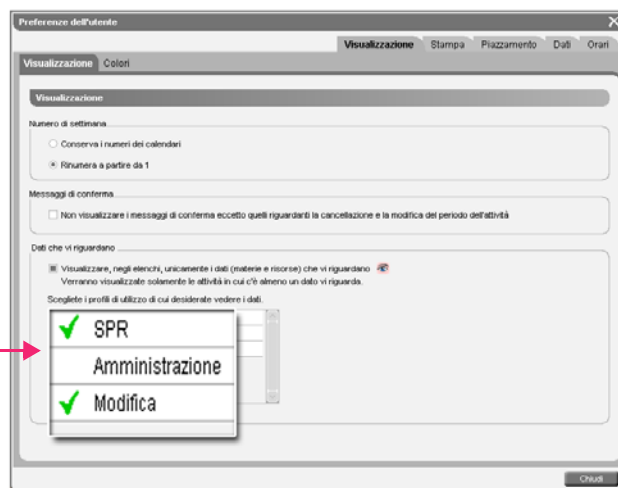 Preferenze dell'utente
Visualizzazione Stampa Piazzamento Dati Orari
Visualizzazione Colori
Visualizzazione
Numero di settimana
Conserva i numeri dei calendari
Rinumera a partire da 1
Messaggi di conferma
Non visualizzare i messaggi di conferma eccetto quelli riguardanti la cancellazione e la modifica del periodo dell'attività
Dati che vi riguardano
Visualizzare, negli elenchi, unicamente i dati (materie e risorse) che vi riguardano
Verranno visualizzate solamente le attività in cui c'è almeno un dato vi riguarda.
Scegliete i profili di utilizzo di cui desiderate vedere i dati.
SPR
Amministrazione
Modifica
Chiudi